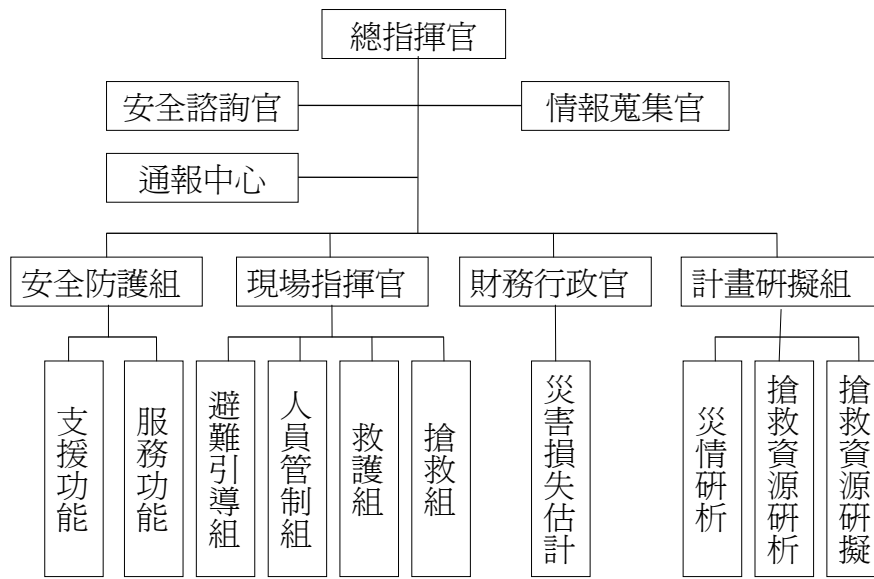 總指揮官
安全諮詢官
情報蒐集官
通報中心
安全防護組
現場指揮官
財務行政官
計畫研擬組
支援功能
服務功能
避難引導組
人員管制組
救護組
搶救組
災害損失估計
災情研析
搶救資源研析
搶救資源研擬